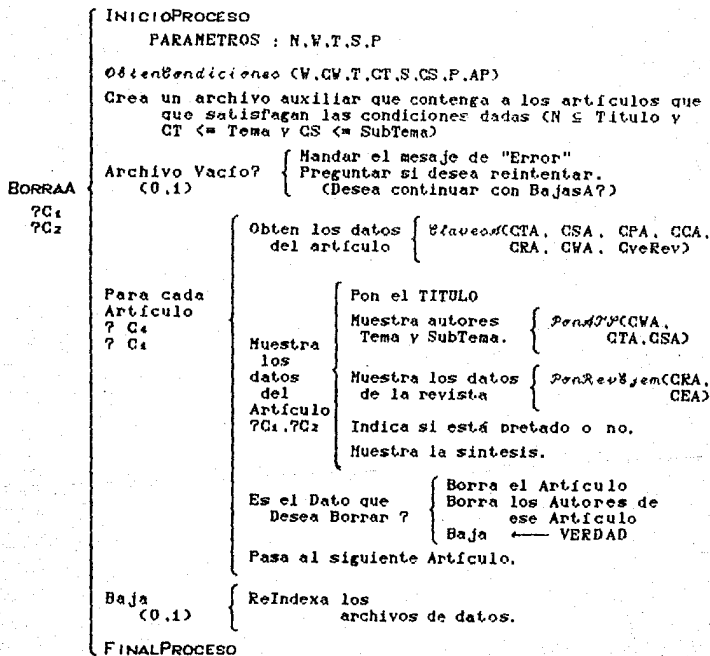 INICIOPROCESO
PARAMETROS : N,W,T,S,P
ObtenCondiciones (W,CW,T,CT,S,CS,P,AP)
Crea un archivo auxiliar que contenga a los artículos que
que satisfagan las condiciones dadas (N ⊆ Titulo y
CT <= Tema y CS <= SubTema)
Archivo Vacío?
(0,1)
Mandar el mesaje de "Error"
Preguntar si desea reintentar.
(Desea continuar con BajasA?)
BORRAA
?C1
?C2
Obten los datos
del artículo
ClavesA(CTA, CSA, CPA, CCA,
CRA, CWA, CveRev)
Para cada
Artículo
? C4
? C1
Muestra
los
datos
del
Artículo
?C1,?C2
Pon el TITULO
Muestra autores
Tema y SubTema.
PonATP(CWA,
CTA,CSA)
Muestra los datos
de la revista
PonRevEjem(CRA,
CEA)
Indica si está pretado o no.
Muestra la sintesis.
Es el Dato que
Desea Borrar ?
Borra el Artículo
Borra los Autores de
ese Artículo
Baja ←── VERDAD
Pasa al siguiente Artículo.
Baja
(0,1)
ReIndexa los
archivos de datos.
FINALPROCESO